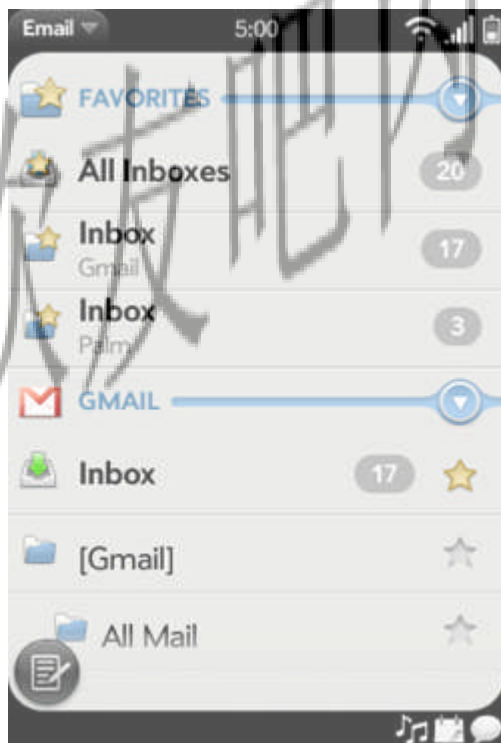 Email 5:00
FAVORITES
All Inboxes 20
Inbox 17
Gmail
Inbox 3
Palm
GMAIL
Inbox 17
[Gmail]
All Mail